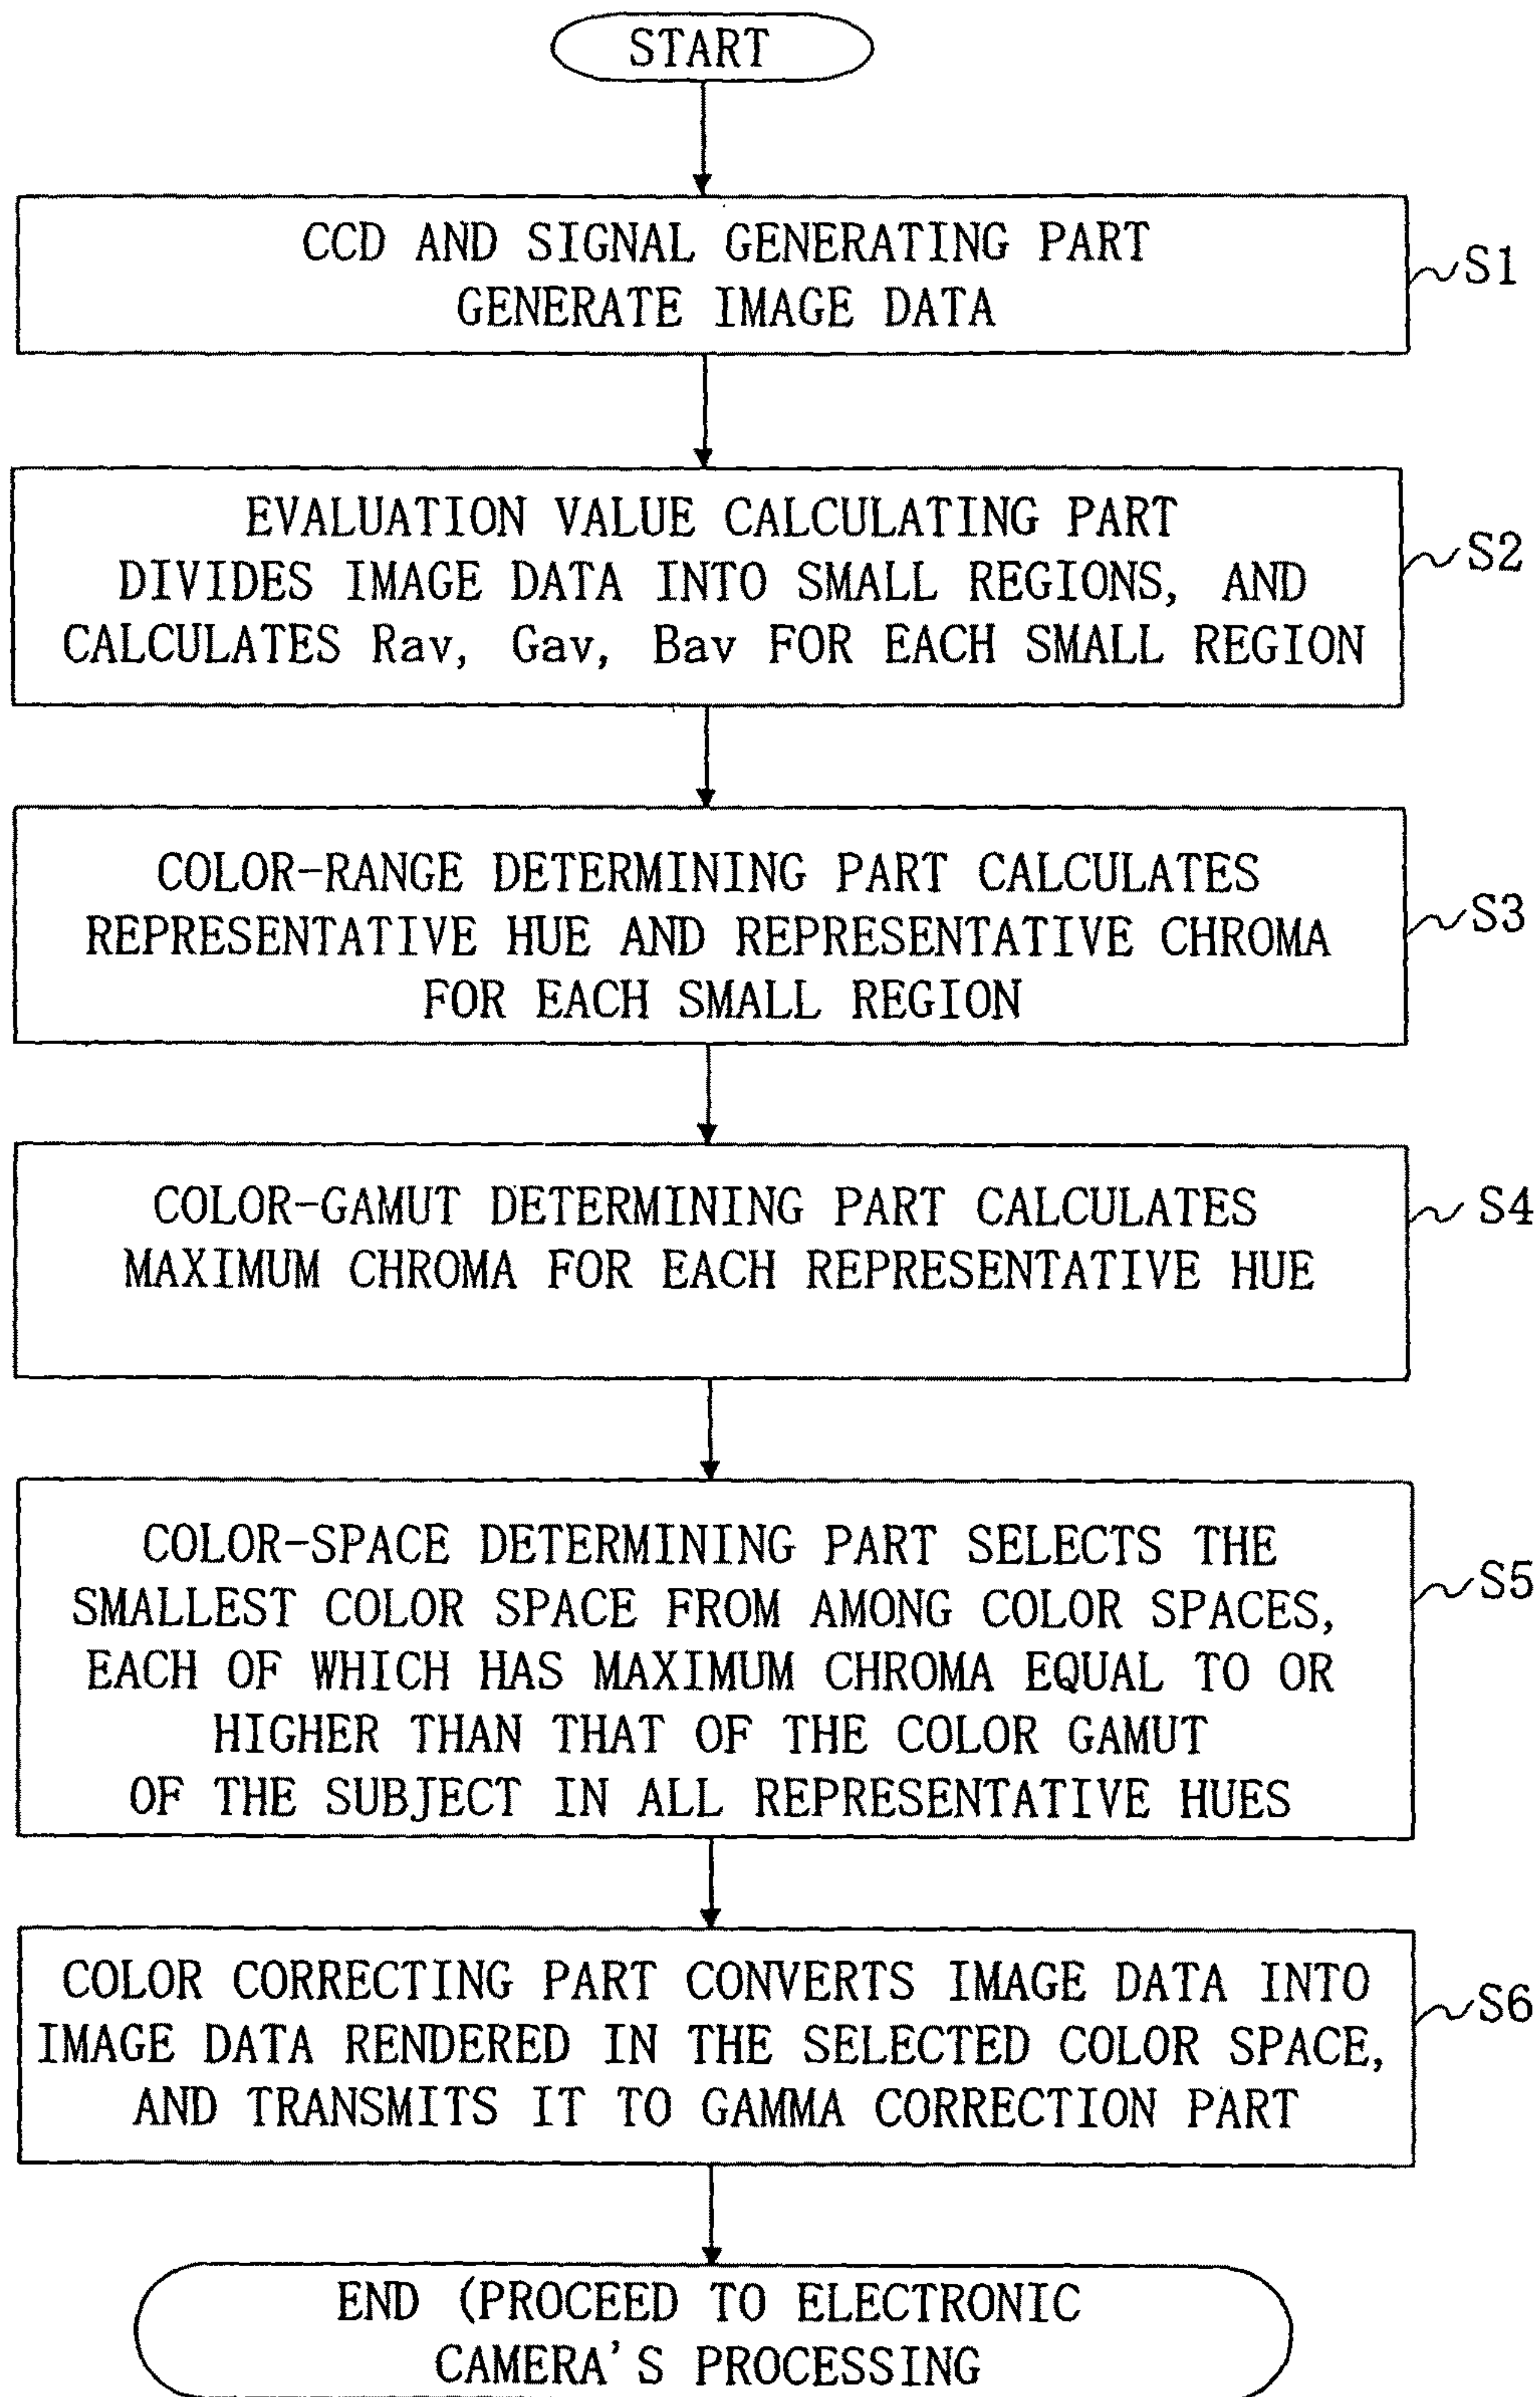 START
CCD AND SIGNAL GENERATING PART
GENERATE IMAGE DATA
S1
EVALUATION VALUE CALCULATING PART
DIVIDES IMAGE DATA INTO SMALL REGIONS, AND
CALCULATES Rav, Gav, Bav FOR EACH SMALL REGION
S2
COLOR-RANGE DETERMINING PART CALCULATES
REPRESENTATIVE HUE AND REPRESENTATIVE CHROMA
FOR EACH SMALL REGION
S3
COLOR-GAMUT DETERMINING PART CALCULATES
MAXIMUM CHROMA FOR EACH REPRESENTATIVE HUE
S4
COLOR-SPACE DETERMINING PART SELECTS THE
SMALLEST COLOR SPACE FROM AMONG COLOR SPACES,
EACH OF WHICH HAS MAXIMUM CHROMA EQUAL TO OR
HIGHER THAN THAT OF THE COLOR GAMUT
OF THE SUBJECT IN ALL REPRESENTATIVE HUES
S5
COLOR CORRECTING PART CONVERTS IMAGE DATA INTO
IMAGE DATA RENDERED IN THE SELECTED COLOR SPACE,
AND TRANSMITS IT TO GAMMA CORRECTION PART
S6
END (PROCEED TO ELECTRONIC
CAMERA'S PROCESSING